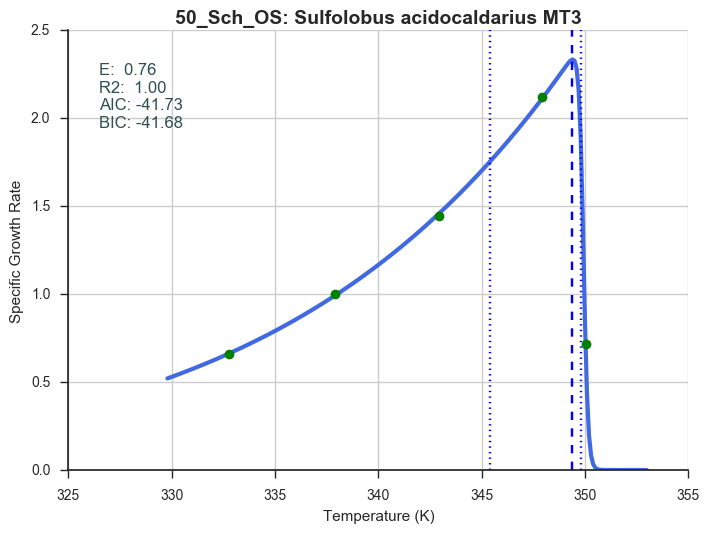 50_Sch_OS: Sulfolobus acidocaldarius MT3
E:  0.76
R2:  1.00
AIC: -41.73
BIC: -41.68
Specific Growth Rate
2.5
2.0
1.5
1.0
0.5
0.0
325 330 335 340 345 350 355
Temperature (K)